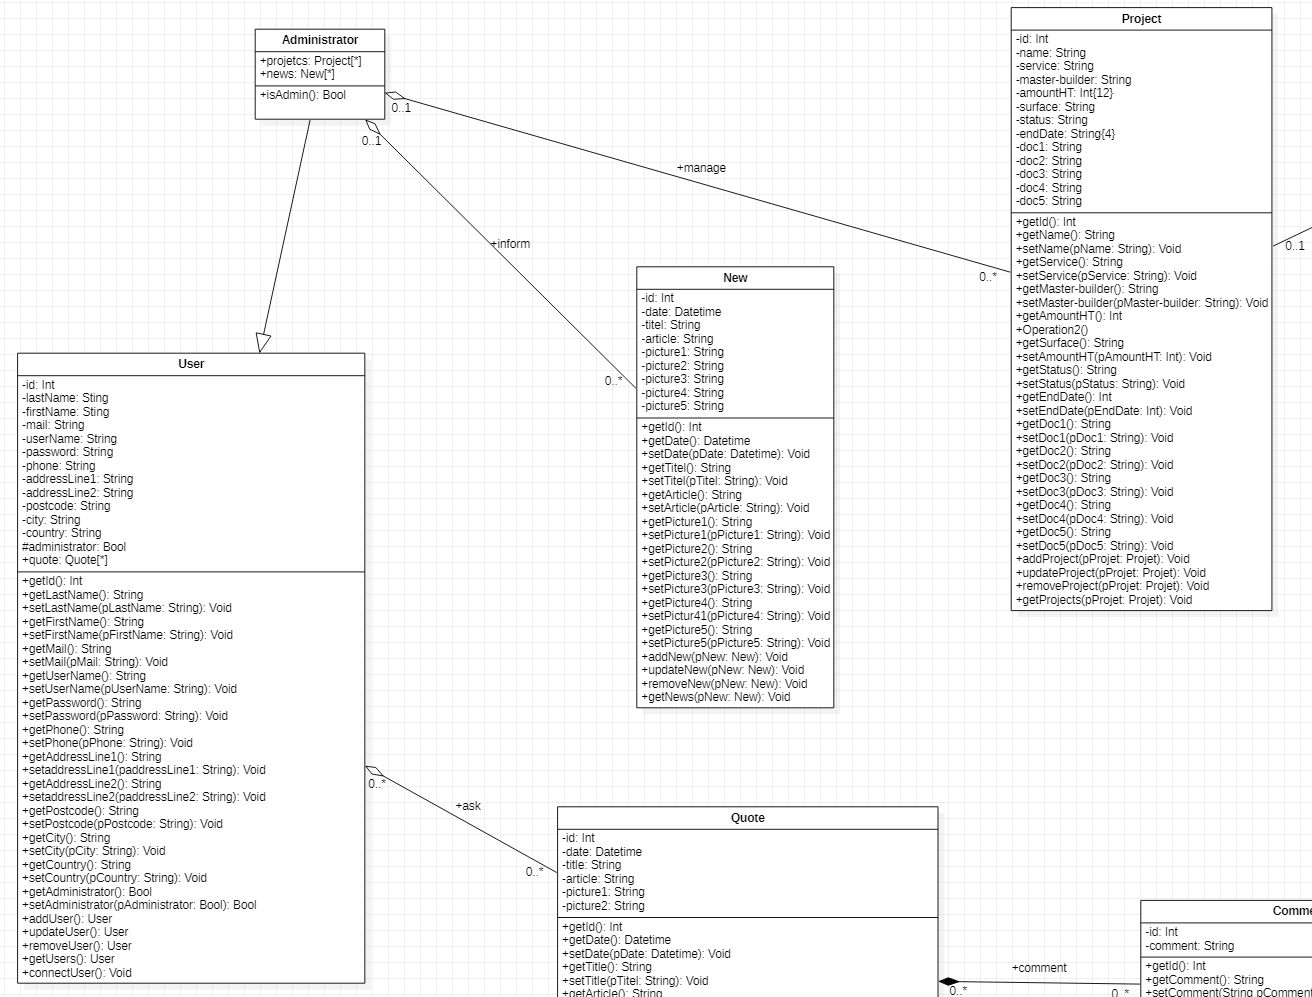 Administrator
+projetcs: Project[*]
+news: New[*]
+isAdmin(): Bool
0..1
0..1
+manage
+inform
0..*
0..*
Project
-id: Int
-name: String
-service: String
-master-builder: String
-amountHT: Int{12}
-surface: String
-status: String
-endDate: String{4}
-doc1: String
-doc2: String
-doc3: String
-doc4: String
-doc5: String
+getId(): Int
+getName(): String
+setName(pName: String): Void
+getService(): String
+setService(pService: String): Void
+getMaster-builder(): String
+setMaster-builder(pMaster-builder: String): Void
+getAmountHT(): Int
+Operation2()
+getSurface(): String
+setAmountHT(pAmountHT: Int): Void
+getStatus(): String
+setStatus(pStatus: String): Void
+getEndDate(): Int
+setEndDate(pEndDate: Int): Void
+getDoc1(): String
+setDoc1(pDoc1: String): Void
+getDoc2(): String
+setDoc2(pDoc2: String): Void
+getDoc3(): String
+setDoc3(pDoc3: String): Void
+getDoc4(): String
+setDoc4(pDoc4: String): Void
+getDoc5(): String
+setDoc5(pDoc5: String): Void
+addProject(pProjet: Projet): Void
+updateProject(pProjet: Projet): Void
+removeProject(pProjet: Projet): Void
+getProjects(pProjet: Projet): Void
0..1
New
-id: Int
-date: Datetime
-titel: String
-article: String
-picture1: String
-picture2: String
-picture3: String
-picture4: String
-picture5: String
+getId(): Int
+getDate(): Datetime
+setDate(pDate: Datetime): Void
+getTitel(): String
+setTitel(pTitel: String): Void
+getArticle(): String
+setArticle(pArticle: String): Void
+getPicture1(): String
+setPicture1(pPicture1: String): Void
+getPicture2(): String
+setPicture2(pPicture2: String): Void
+getPicture3(): String
+setPicture3(pPicture3: String): Void
+getPicture4(): String
+setPictur41(pPicture4: String): Void
+getPicture5(): String
+setPicture5(pPicture5: String): Void
+addNew(pNew: New): Void
+updateNew(pNew: New): Void
+removeNew(pNew: New): Void
+getNews(pNew: New): Void
User
-id: Int
-lastName: Sting
-firstName: Sting
-mail: String
-userName: String
-password: String
-phone: String
-addressLine1: String
-addressLine2: String
-postcode: String
-city: String
-country: String
#administrator: Bool
+quote: Quote[*]
+getId(): Int
+getLastName(): String
+setLastName(pLastName: String): Void
+getFirstName(): String
+setFirstName(pFirstName: String): Void
+getMail(): String
+setMail(pMail: String): Void
+getUserName(): String
+setUserName(pUserName: String): Void
+getPassword(): String
+setPassword(pPassword: String): Void
+getPhone(): String
+setPhone(pPhone: String): Void
+getAddressLine1(): String
+setaddressLine1(paddressLine1: String): Void
+getAddressLine2(): String
+setaddressLine2(paddressLine2: String): Void
+getPostcode(): String
+setPostcode(pPostcode: String): Void
+getCity(): String
+setCity(pCity: String): Void
+getCountry(): String
+setCountry(pCountry: String): Void
+getAdministrator(): Bool
+setAdministrator(pAdministrator: Bool): Bool
+addUser(): User
+updateUser(): User
+removeUser(): User
+getUsers(): User
+connectUser(): Void
0..*
+ask
0..*
Quote
-id: Int
-date: Datetime
-title: String
-article: String
-picture1: String
-picture2: String
+getId(): Int
+getDate(): Datetime
+setDate(pDate: Datetime): Void
+getTitle(): String
+setTitle(pTitel: String): Void
+getArticle(): String
0..*
+comment
0..*
Comme
-id: Int
-comment: String
+getId(): Int
+getComment(): String
+setComment(String pComment